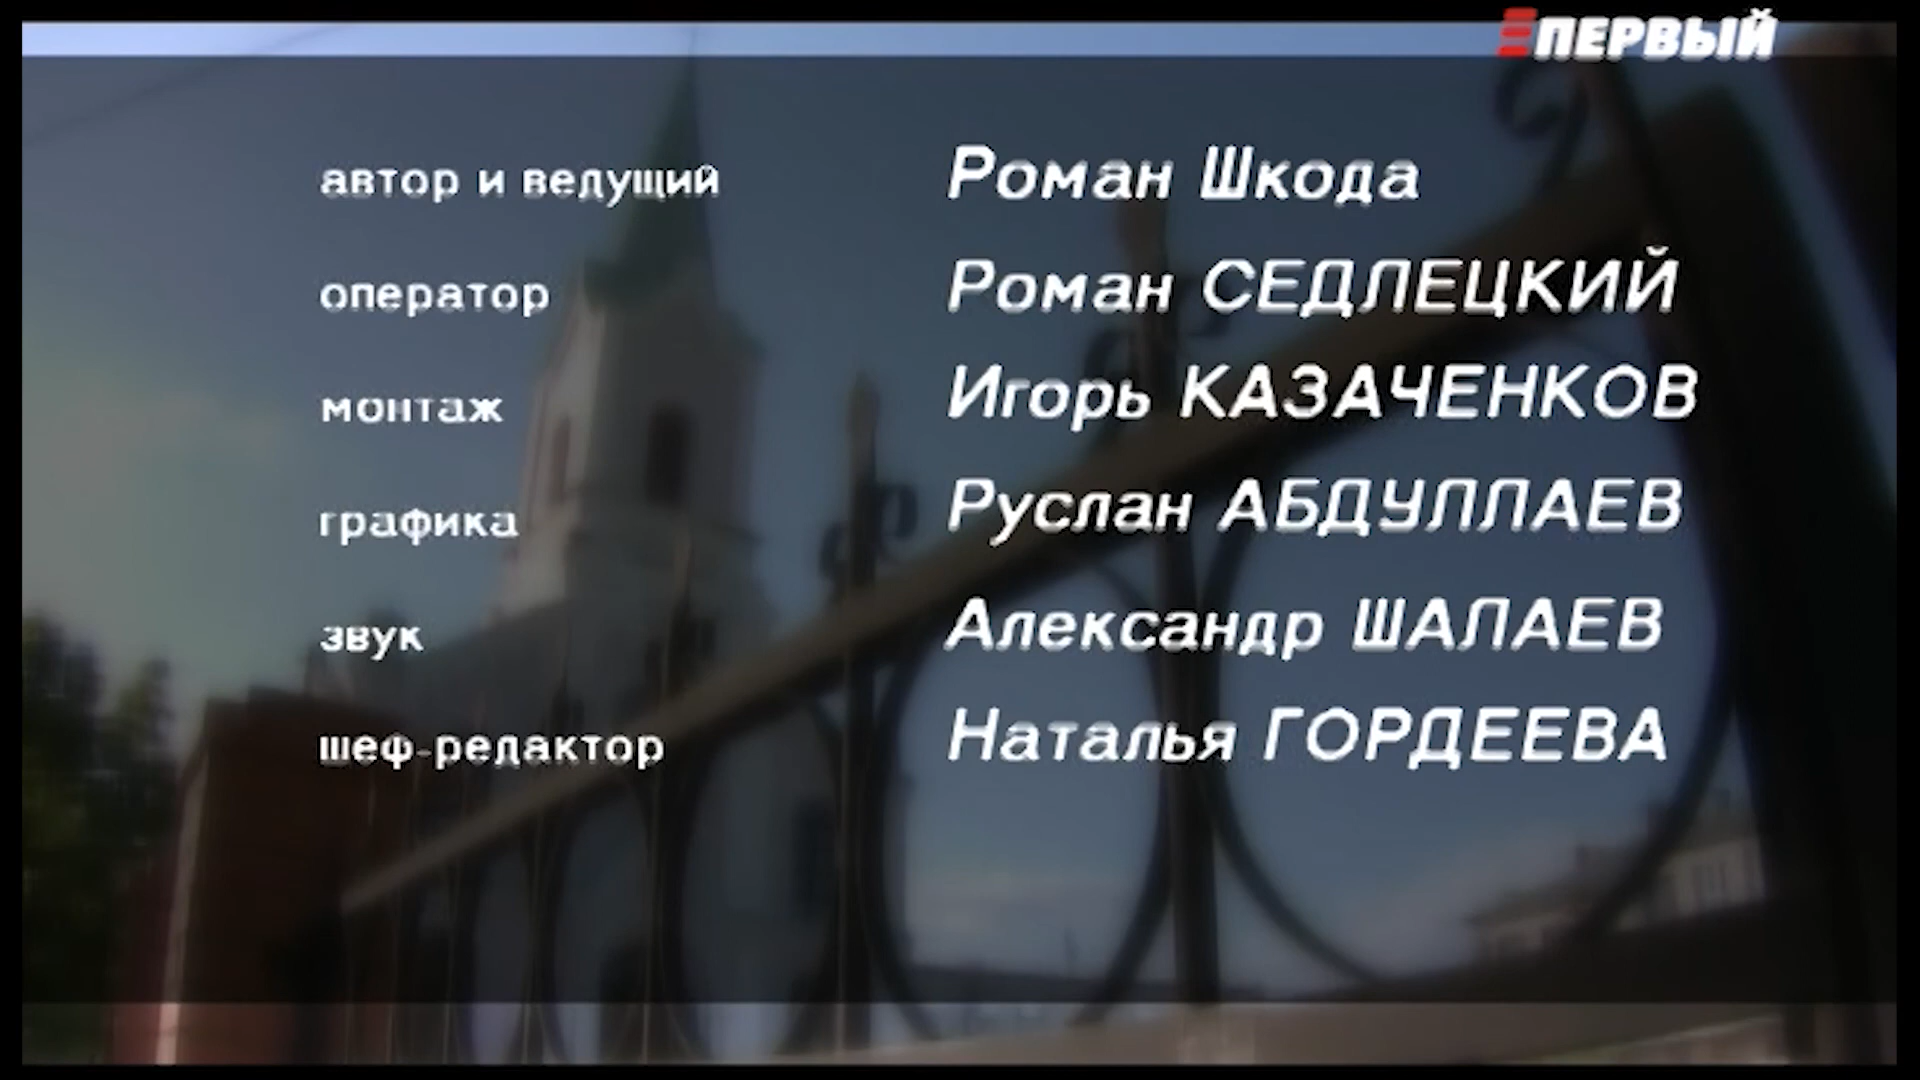 ПЕРВЫЙ
автор и ведущий Роман Шкода
оператор Роман СЕДЛЕЦКИЙ
монтаж Игорь КАЗАЧЕНКОВ
графика Руслан АБДУЛЛАЕВ
звук Александр ШАЛАЕВ
шеф-редактор Наталья ГОРДЕЕВА